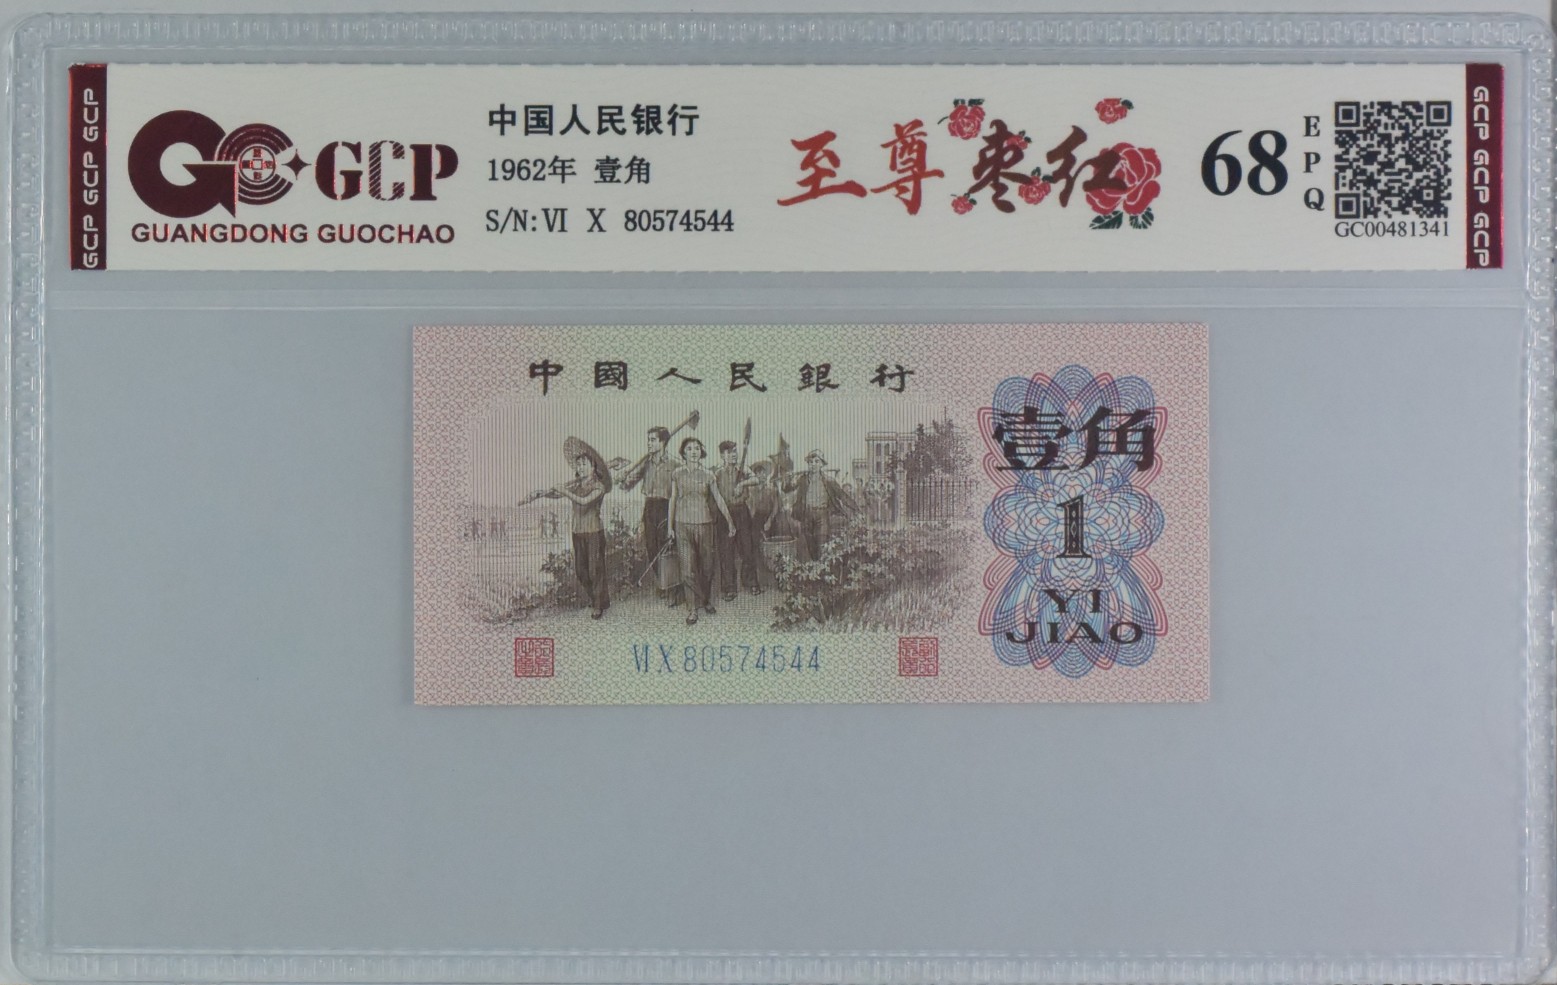 GCP GCP GCP
GCP
GUANGDONG GUOCHAO
中国人民银行
1962年 壹角
S/N:Ⅵ X 80574544
至尊枣红
68
EPQ
GC00481341
GCP GCP GCP
中國人民銀行
壹角
1
YI
JIAO
ⅥX80574544